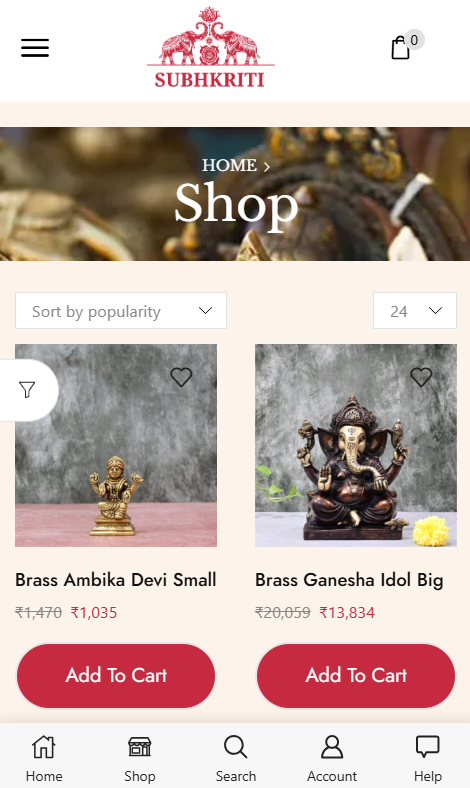 SUBHKRITI
0
HOME >
Shop
Sort by popularity
24
Brass Ambika Devi Small
₹1,470 ₹1,035
Add To Cart
Brass Ganesha Idol Big
₹20,059 ₹13,834
Add To Cart
Home
Shop
Search
Account
Help